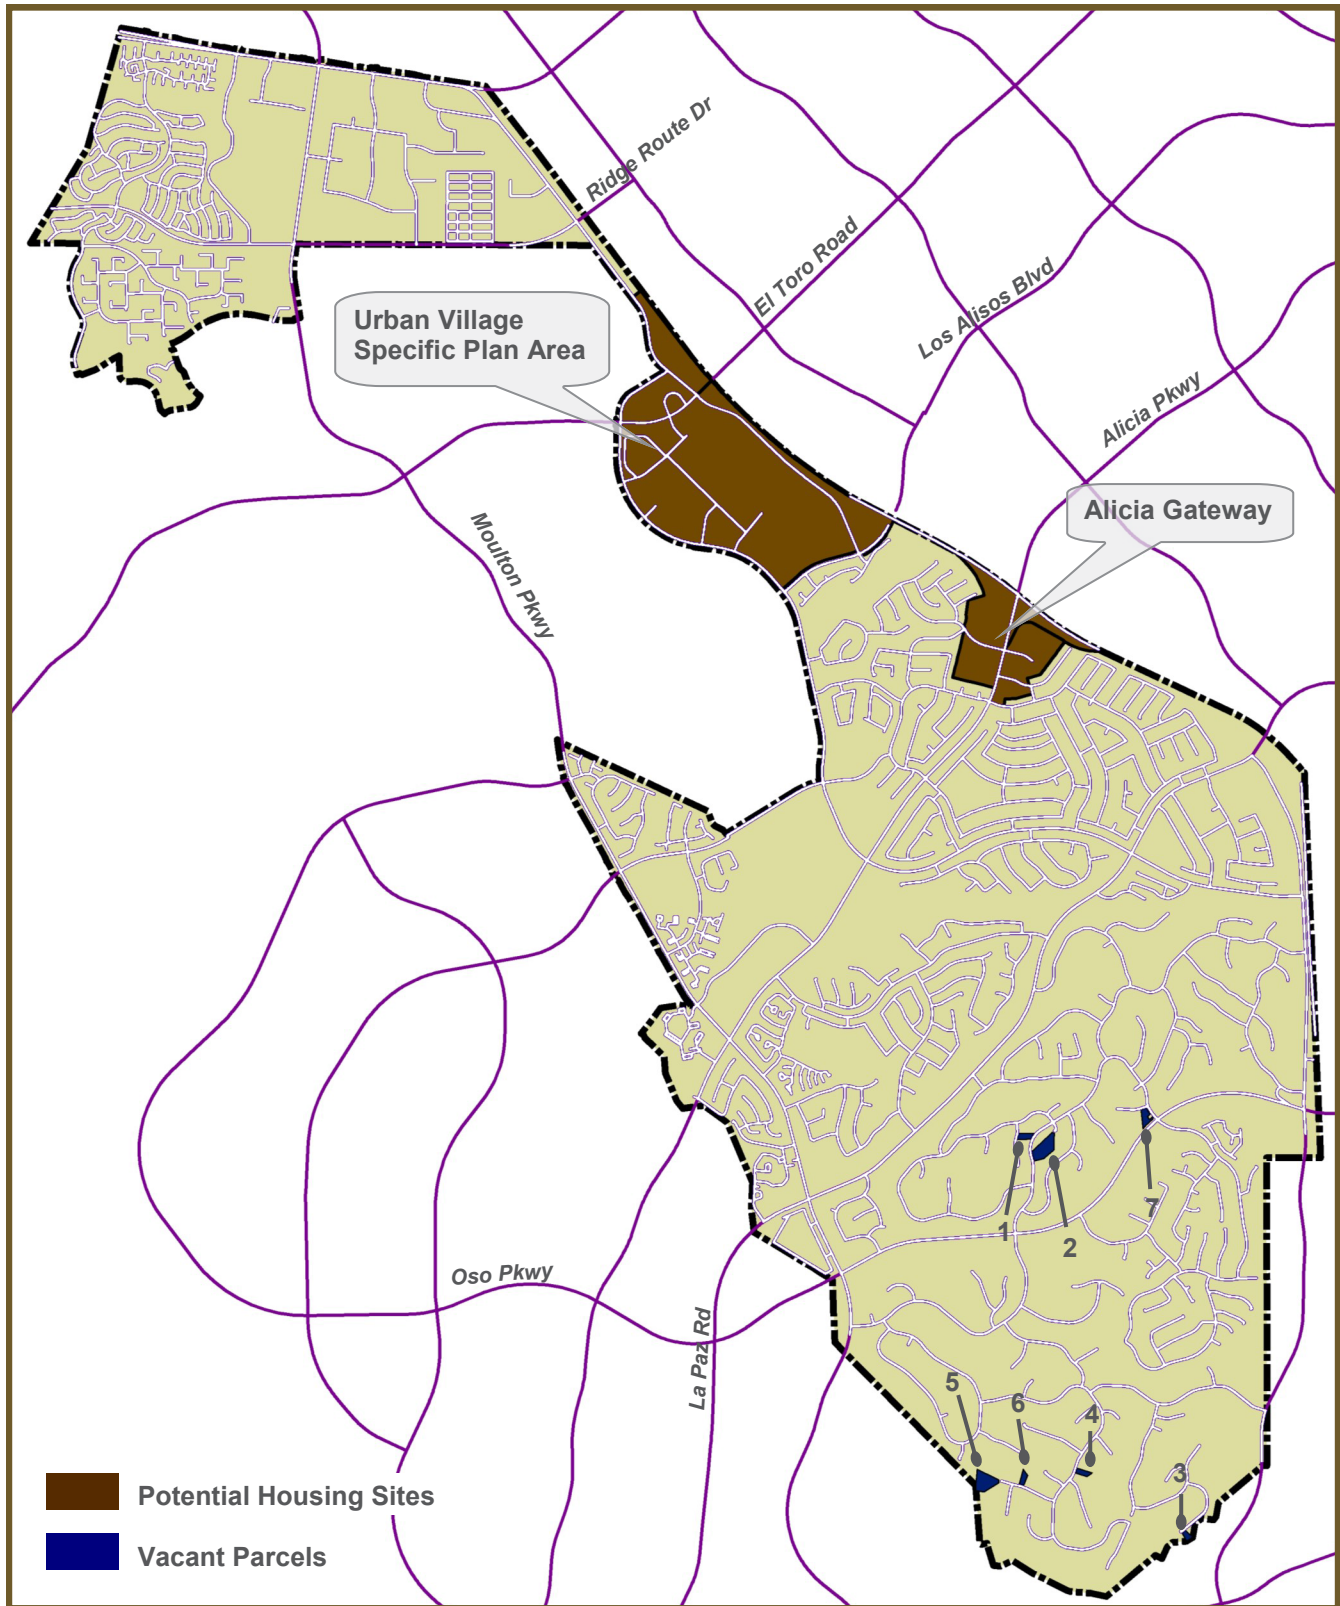 Ridge Route Dr
El Toro Road
Los Alisos Blvd
Urban Village
Specific Plan Area
Alicia Pkwy
Alicia Gateway
Moulton Pkwy
1
2
7
Oso Pkwy
La Paz Rd
5
6
4
3
Potential Housing Sites
Vacant Parcels